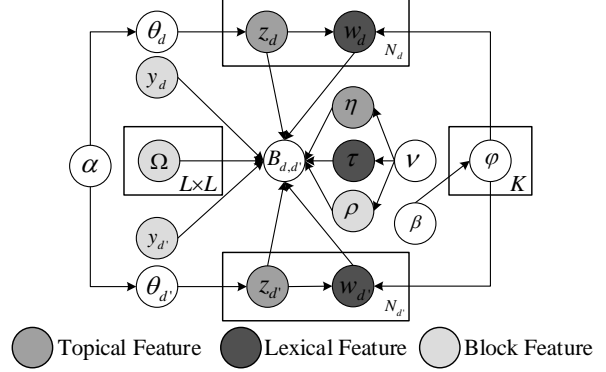 θ_d z_d w_d N_d
y_d
η
α Ω L×L B_{d,d'} τ ν φ K
ρ β
y_{d'}
θ_{d'} z_{d'} w_{d'} N_{d'}
Topical Feature Lexical Feature Block Feature